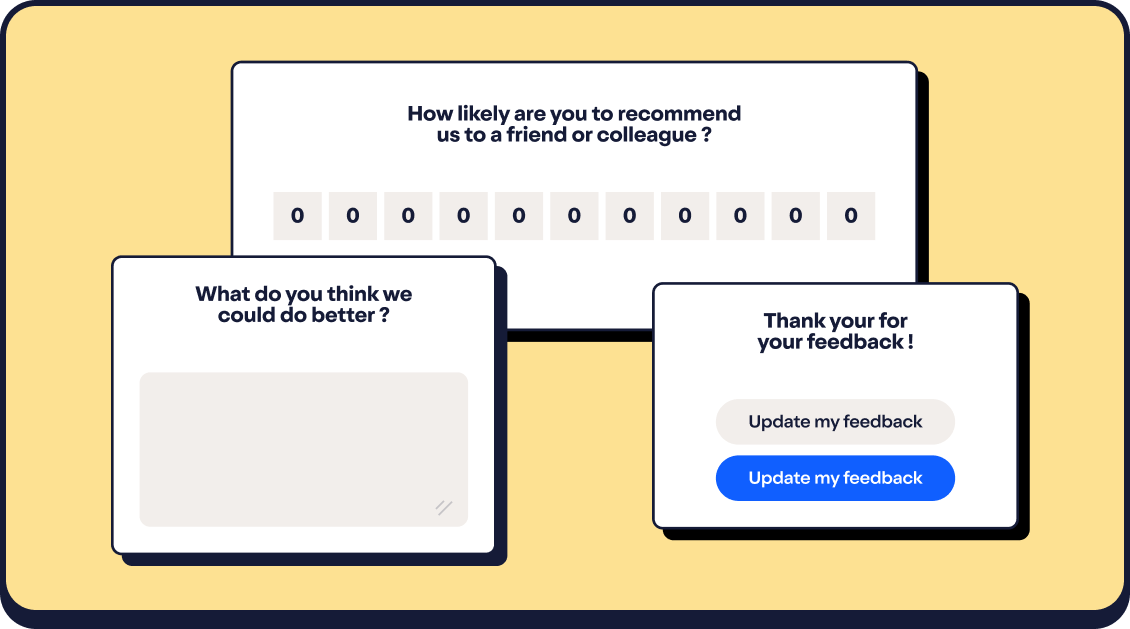 How likely are you to recommend
us to a friend or colleague ?
0 0 0 0 0 0 0 0 0 0 0
What do you think we
could do better ?
Thank your for
your feedback !
Update my feedback
Update my feedback